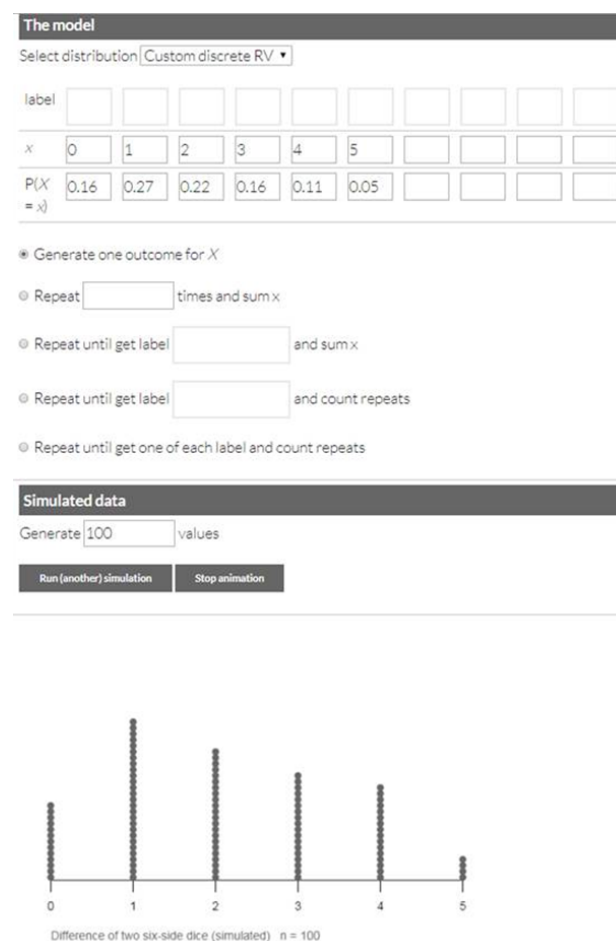 The model
Select distribution Custom discrete RV
label
x 0 1 2 3 4 5
P(X = x) 0.16 0.27 0.22 0.16 0.11 0.05
Generate one outcome for X
Repeat times and sum x
Repeat until get label and sum x
Repeat until get label and count repeats
Repeat until get one of each label and count repeats
Simulated data
Generate 100 values
Run (another) simulation Stop animation
0 1 2 3 4 5
Difference of two six-side dice (simulated) n = 100